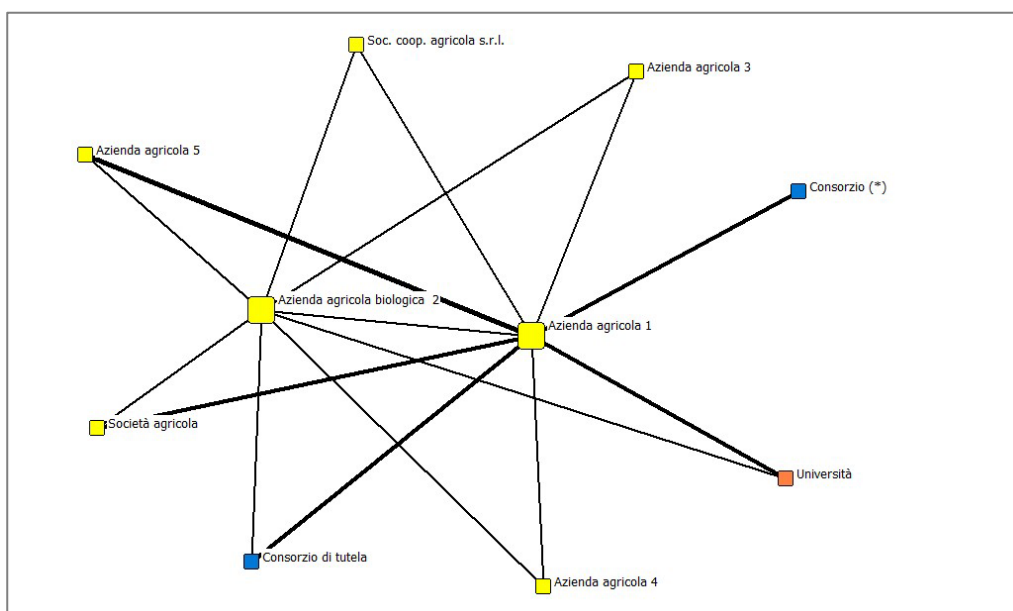 Soc. coop. agricola s.r.l.
Azienda agricola 3
Azienda agricola 5
Consorzio (*)
Azienda agricola biologica  2
Azienda agricola 1
Società agricola
Università
Consorzio di tutela
Azienda agricola 4